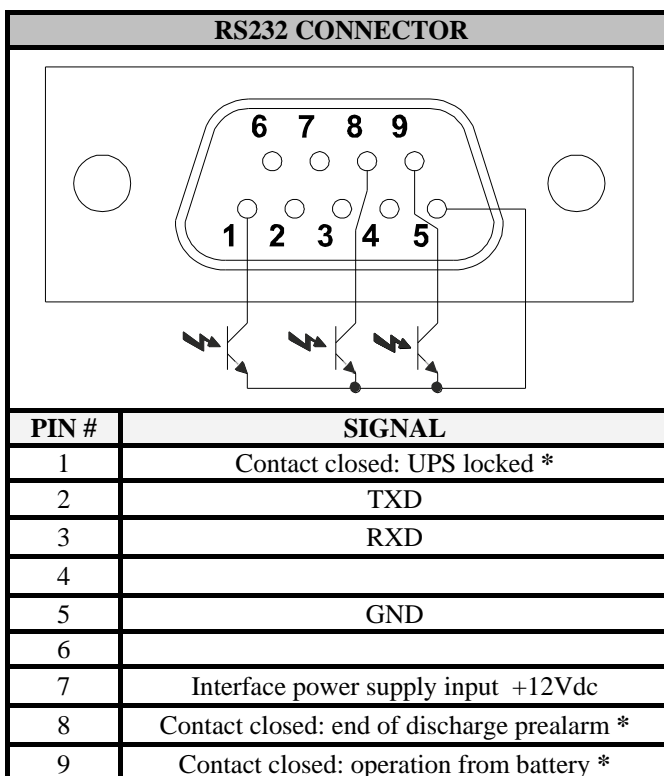 RS232 CONNECTOR
6 7 8 9
1 2 3 4 5
PIN # SIGNAL
1 Contact closed: UPS locked *
2 TXD
3 RXD
4
5 GND
6
7 Interface power supply input +12Vdc
8 Contact closed: end of discharge prealarm *
9 Contact closed: operation from battery *